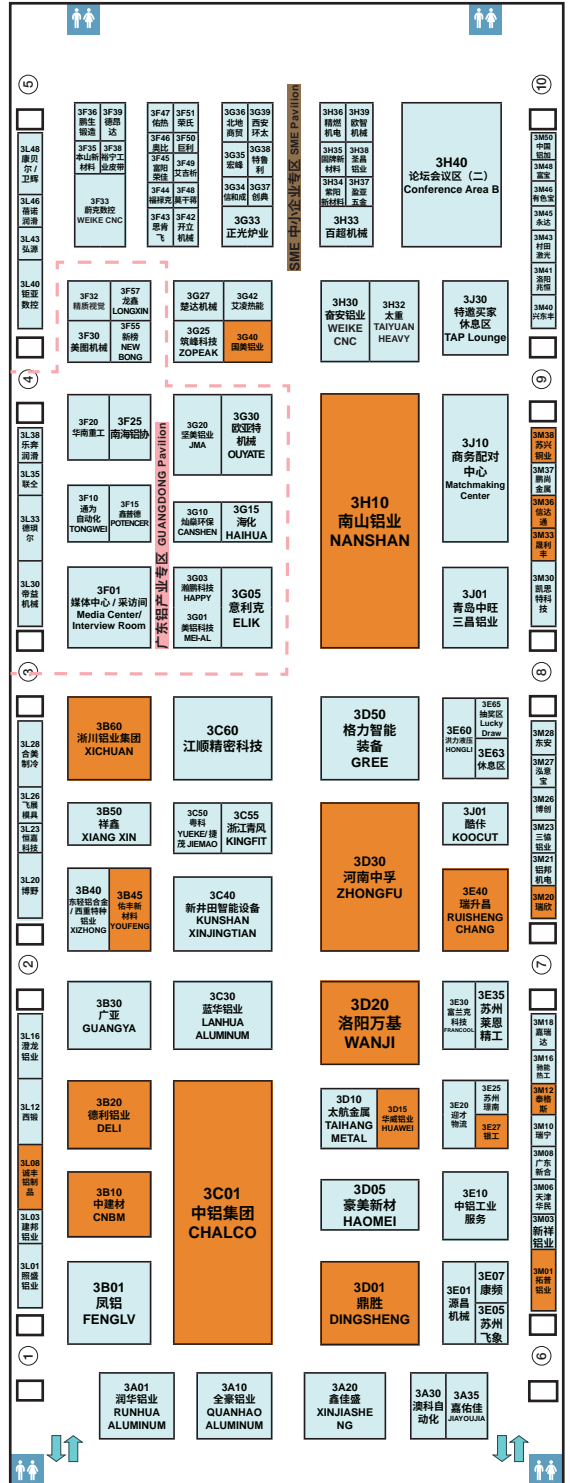 5
10
3L48
康贝
尔/
卫辉
3L46
蓓诺
润滑
3L43
弘源
3L40
钜亚
数控
3F36
鹏生
锻造
3F39
德昂
达
3F35
本山新
材料
3F38
裕宁工
业皮带
3F33
蔚克数控
WEIKE CNC
3F47
佑热
3F51
荣氏
3F46
奥比
3F50
巨利
3F45
富阳
荣佳
3F49
艾吉析
3F44
福禄克
3F48
莫干蒋
3F43
思肯
飞
3F42
开立
机械
3G36
北地
商贸
3G39
西安
环太
3G35
宏峰
3G38
特鲁
利
3G34
信和成
3G37
创典
3G33
正光炉业
SME 中小企业专区 SME Pavilion
3H36
精燃
机电
3H39
欧智
机械
3H35
固牌新
材料
3H38
圣昌
铝业
3H34
紫阳
新材料
3H37
盈亚
五金
3H33
百超机械
3H40
论坛会议区（二）
Conference Area B
3M50
中国
铝加
3M48
富宝
3M46
有色宝
3M45
永达
3M43
村田
激光
3M41
洛阳
兆恒
3M40
兴东丰
3F32
精质视觉
3F57
龙鑫
LONGXIN
3F30
美图机械
3F55
新榜
NEW
BONG
3G27
楚达机械
3G42
艾凌热能
3G25
筑峰科技
ZOPEAK
3G40
国美铝业
3H30
奋安铝业
WEIKE
CNC
3H32
太重
TAIYUAN
HEAVY
3J30
特邀买家
休息区
TAP Lounge
4
9
3L38
乐奔
润滑
3L35
联仝
3L33
德琪
尔
3L30
帝益
机械
3F20
华南重工
3F25
南海铝协
3F10
通为
自动化
TONGWEI
3F15
鑫普德
POTENCER
3F01
媒体中心 / 采访间
Media Center/
Interview Room
广东铝产业专区 GUANGDONG Pavilion
3G20
坚美铝业
JMA
3G30
欧亚特
机械
OUYATE
3G10
灿燊环保
CANSHEN
3G15
海化
HAIHUA
3G03
瀚鹏科技
HAPPY
3G01
美铝科技
MEI-AL
3G05
意利克
ELIK
3H10
南山铝业
NANSHAN
3J10
商务配对
中心
Matchmaking
Center
3J01
青岛中旺
三昌铝业
3M38
苏兴
铜业
3M37
鹏尚
金属
3M36
信达
通
3M33
晟利
丰
3M30
凯思
特科
技
3
8
3L28
合美
制冷
3L26
飞展
模具
3L23
恒嘉
科技
3L20
博野
3B60
淅川铝业集团
XICHUAN
3C60
江顺精密科技
3D50
格力智能
装备
GREE
3E60
洪力液压
HONGLI
3E65
抽奖区
Lucky
Draw
3E63
休息区
3M28
东安
3M27
泓意
宝
3M26
博创
3M23
三恊
铝业
3M21
铝邦
机电
3M20
瑞欣
3B50
祥鑫
XIANG XIN
3C50
粤科
YUEKE/ 捷
茂 JIEMAO
3C55
浙江青风
KINGFIT
3D30
河南中孚
ZHONGFU
3J01
酷佧
KOOCUT
3B40
东轻铝合金
/ 西重特种
铝业
XIZHONG
3B45
佑丰新
材料
YOUFENG
3C40
新井田智能设备
KUNSHAN
XINJINGTIAN
3E40
瑞升昌
RUISHENG
CHANG
2
7
3L16
澄龙
铝业
3L12
西锻
3L08
诚丰
铝制
品
3L03
建邦
铝业
3L01
照盛
铝业
3B30
广亚
GUANGYA
3C30
蓝华铝业
LANHUA
ALUMINUM
3D20
洛阳万基
WANJI
3E30
富兰克
科技
FRANCOOL
3E35
苏州
莱恩
精工
3M18
嘉瑞
达
3M16
驰能
热工
3M12
泰格
斯
3M10
瑞宁
3M08
广东
新合
3M06
天津
华民
3M03
新祥
铝业
3M01
拓普
铝业
3B20
德利铝业
DELI
3C01
中铝集团
CHALCO
3D10
太航金属
TAIHANG
METAL
3D15
华威铝业
HUAWEI
3E20
迎才
物流
3E25
苏州
璟南
3E27
银工
3B10
中建材
CNBM
3D05
豪美新材
HAOMEI
3E10
中铝工业
服务
3B01
凤铝
FENGLV
3D01
鼎胜
DINGSHENG
3E01
源昌
机械
3E07
康频
3E05
苏州
飞象
1
6
3A01
润华铝业
RUNHUA
ALUMINUM
3A10
全豪铝业
QUANHAO
ALUMINUM
3A20
鑫佳盛
XINJIASHE
NG
3A30
澳科自
动化
3A35
嘉佑佳
JIAYOUJIA